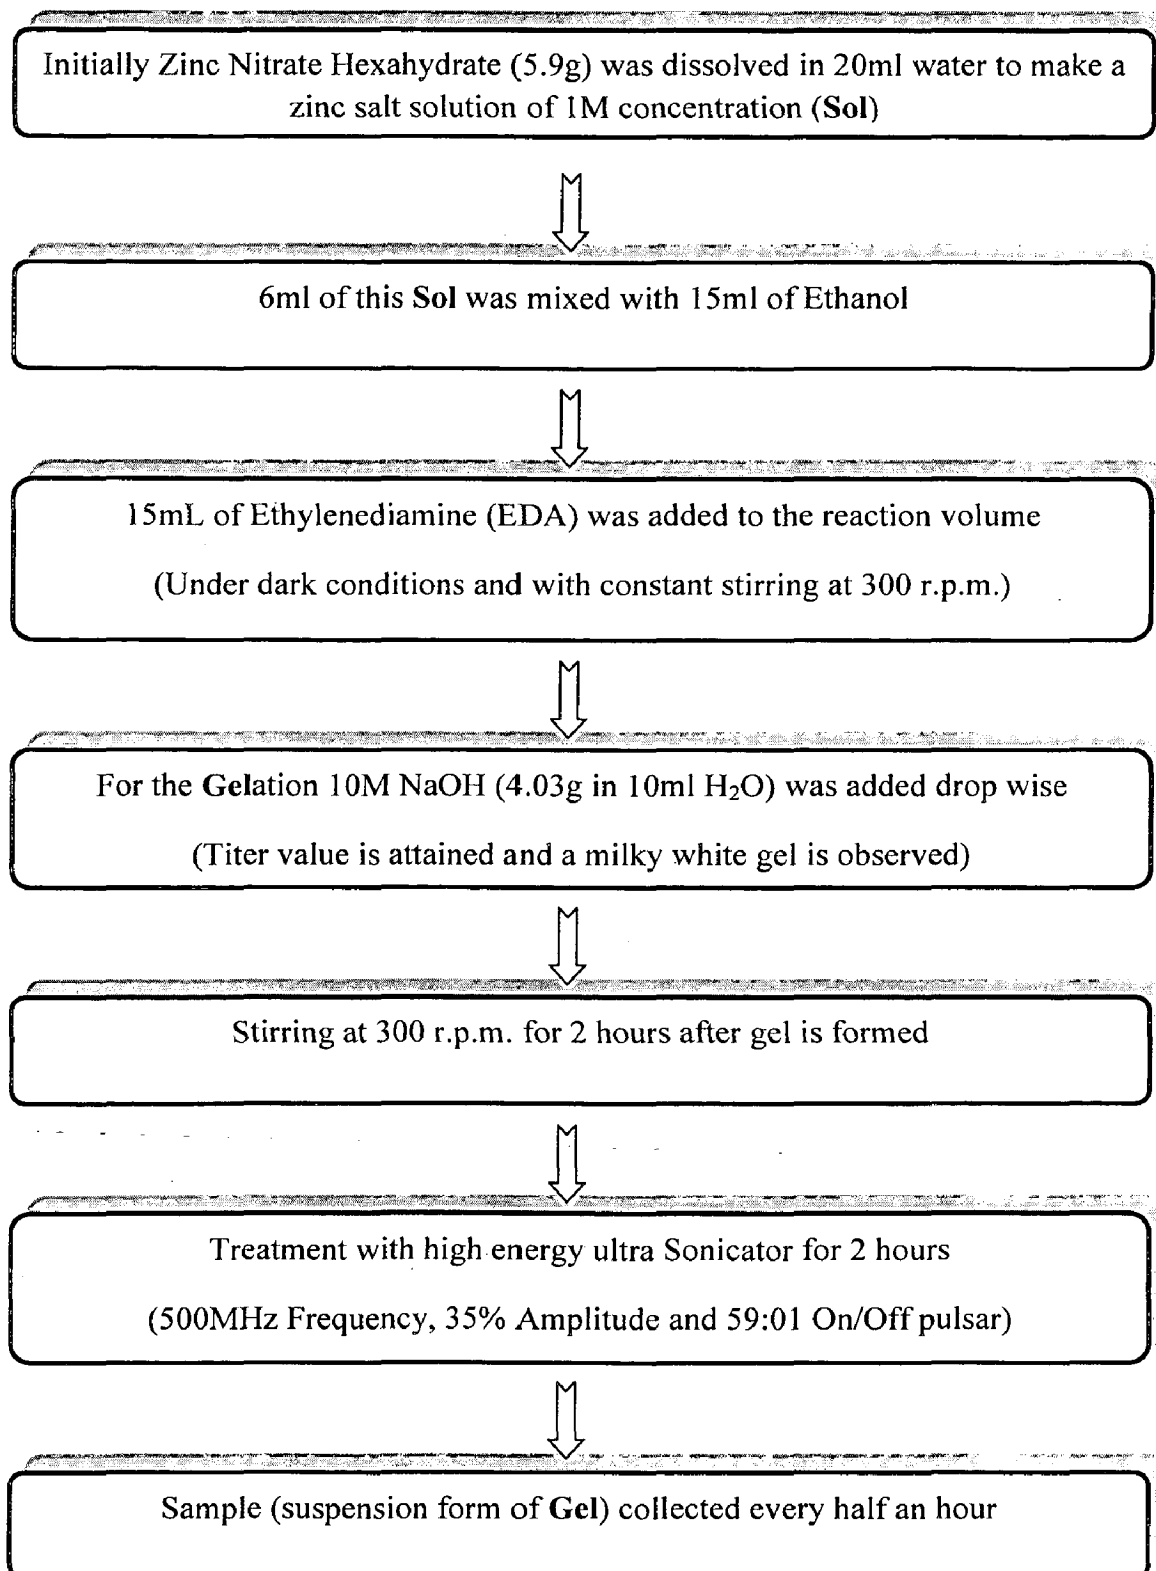 Initially Zinc Nitrate Hexahydrate (5.9g) was dissolved in 20ml water to make a
zinc salt solution of 1M concentration (Sol)
6ml of this Sol was mixed with 15ml of Ethanol
15mL of Ethylenediamine (EDA) was added to the reaction volume
(Under dark conditions and with constant stirring at 300 r.p.m.)
For the Gelation 10M NaOH (4.03g in 10ml H₂O) was added drop wise
(Titer value is attained and a milky white gel is observed)
Stirring at 300 r.p.m. for 2 hours after gel is formed
Treatment with high energy ultra Sonicator for 2 hours
(500MHz Frequency, 35% Amplitude and 59:01 On/Off pulsar)
Sample (suspension form of Gel) collected every half an hour